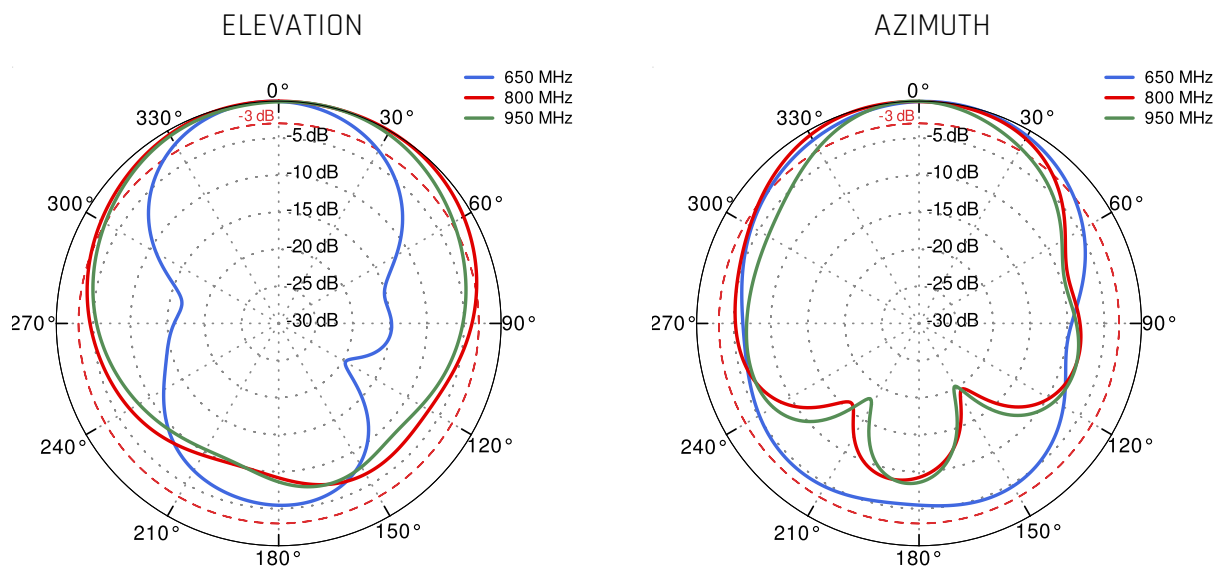 ELEVATION
650 MHz
800 MHz
950 MHz
0°
30°
60°
90°
120°
150°
180°
210°
240°
270°
300°
330°
-3 dB
-5 dB
-10 dB
-15 dB
-20 dB
-25 dB
-30 dB
AZIMUTH
650 MHz
800 MHz
950 MHz
0°
30°
60°
90°
120°
150°
180°
210°
240°
270°
300°
330°
-3 dB
-5 dB
-10 dB
-15 dB
-20 dB
-25 dB
-30 dB